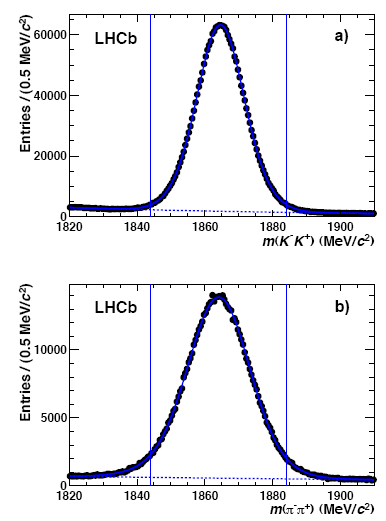 LHCb
a)
Entries / (0.5 MeV/c²)
60000
40000
20000
0
1820 1840 1860 1880 1900
m(K⁻K⁺) (MeV/c²)
LHCb
b)
Entries / (0.5 MeV/c²)
10000
5000
0
1820 1840 1860 1880 1900
m(π⁻π⁺) (MeV/c²)